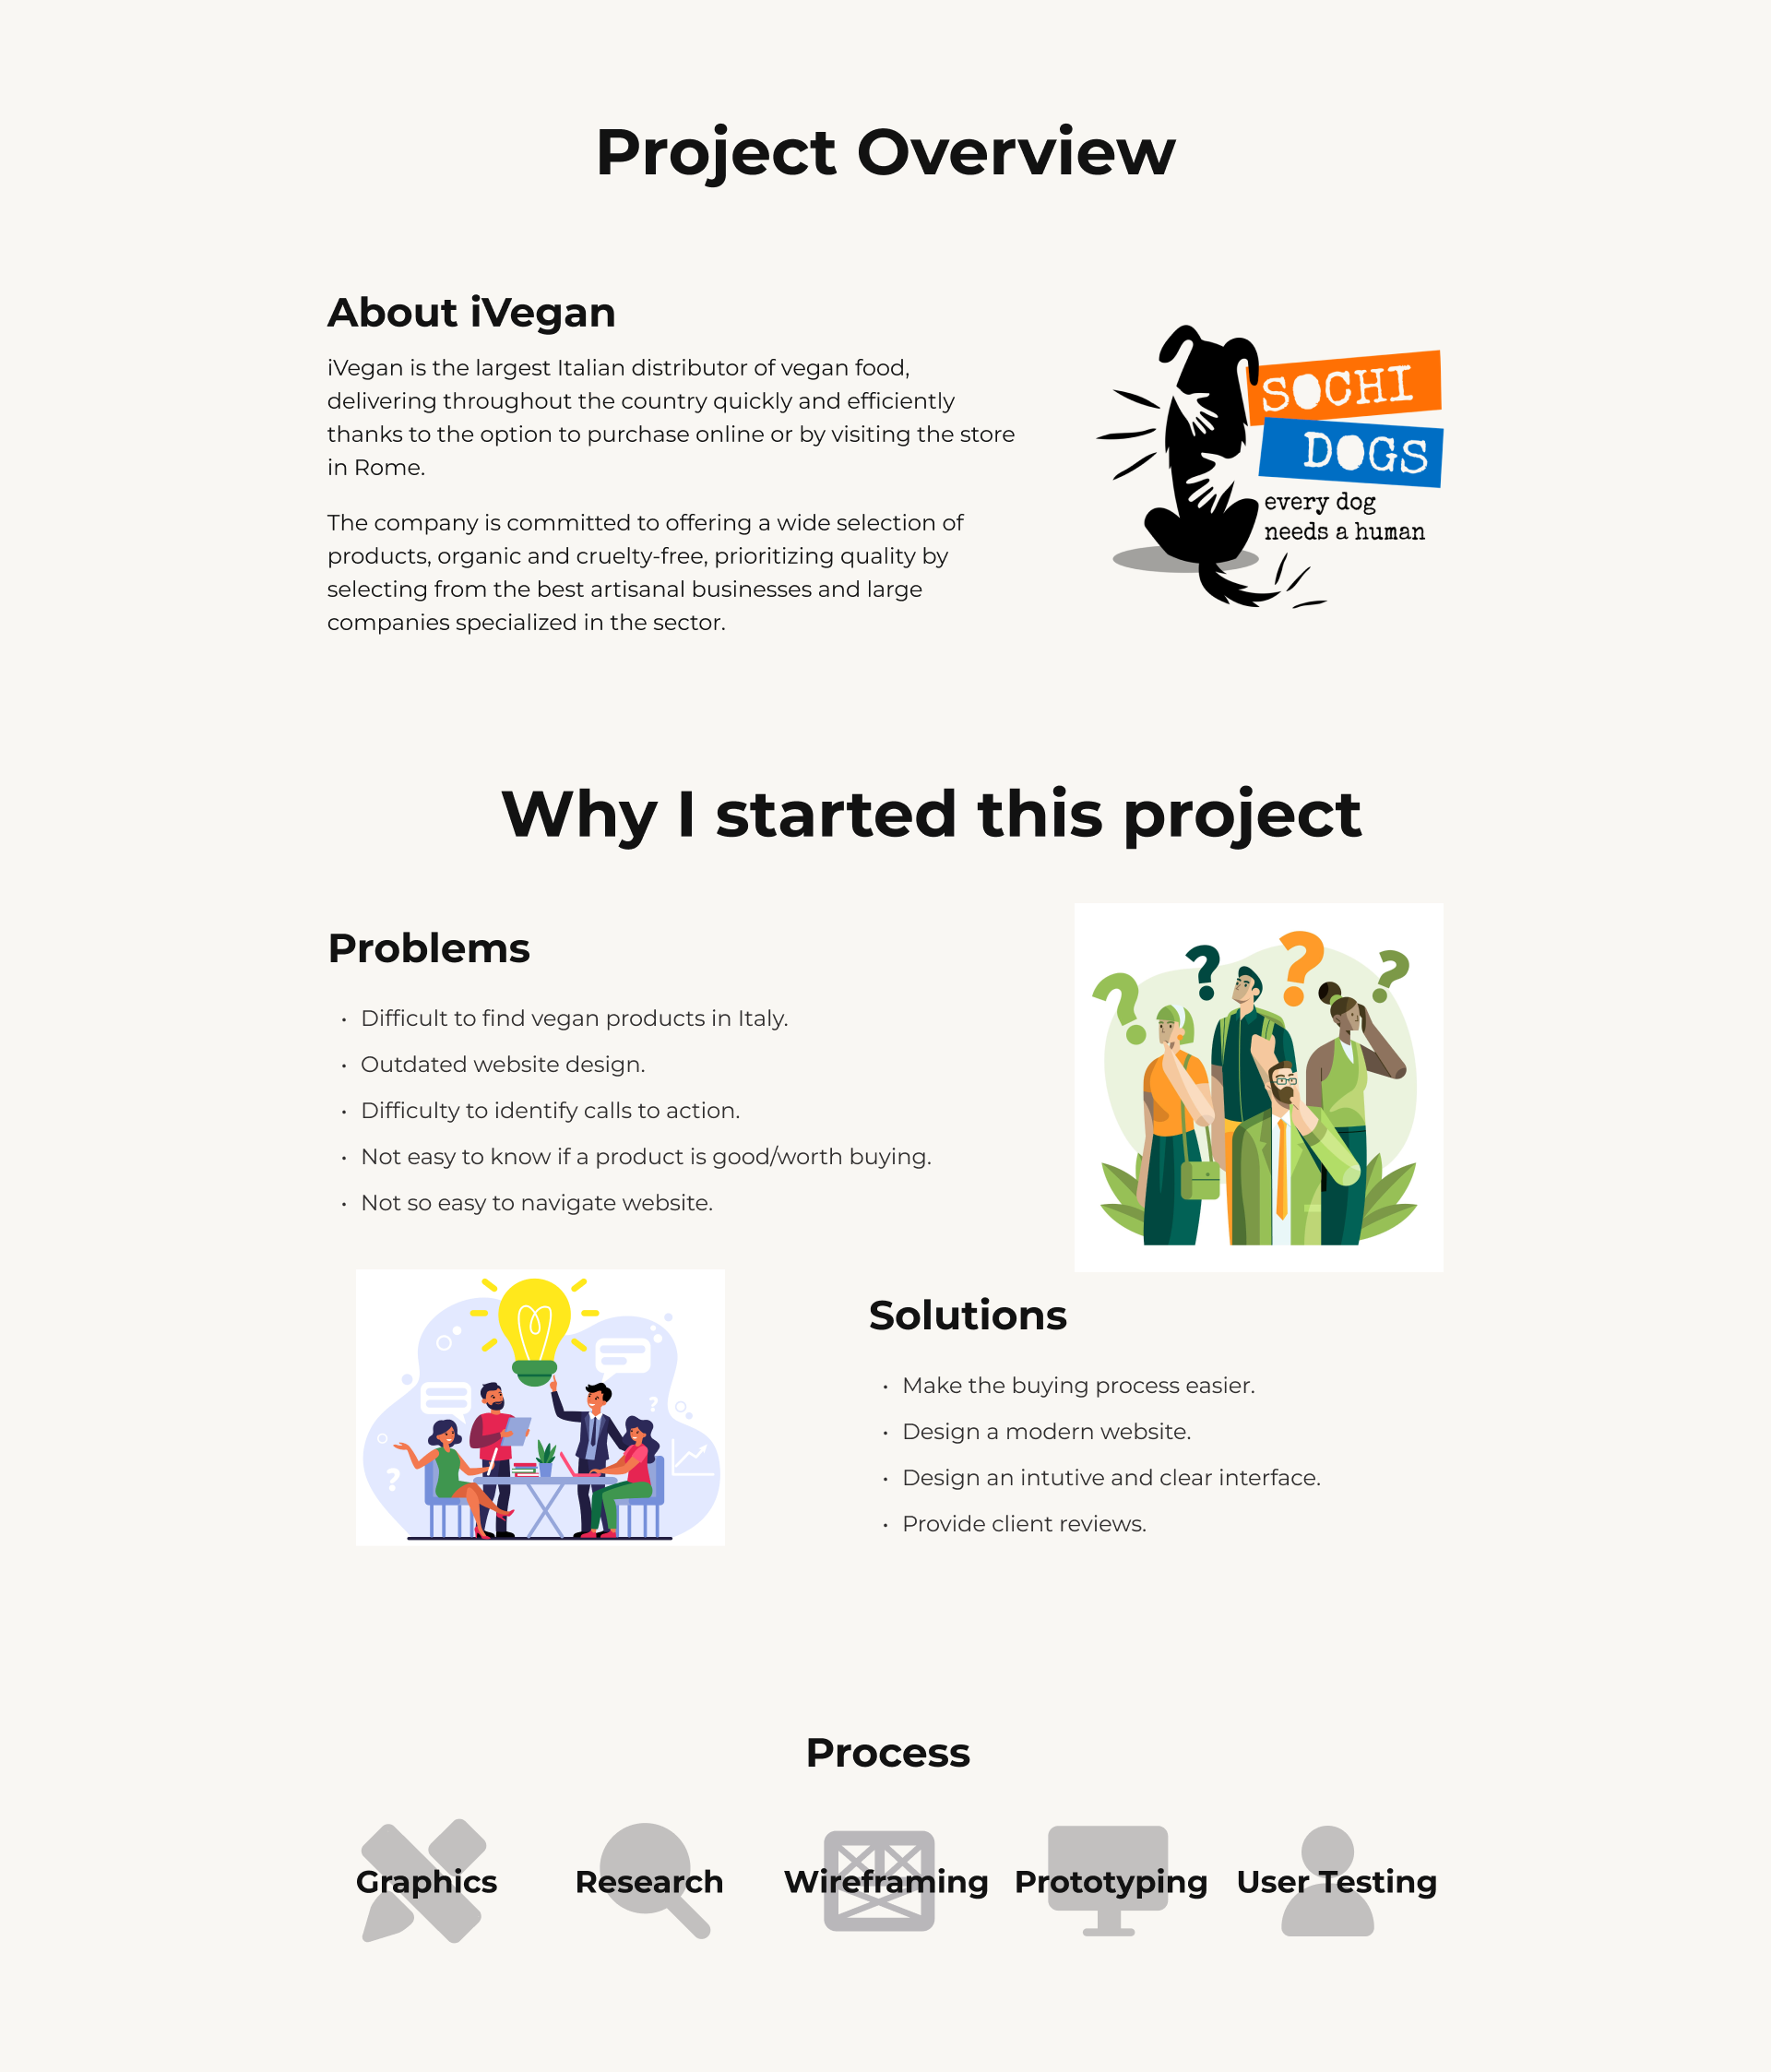 Project Overview
About iVegan
iVegan is the largest Italian distributor of vegan food,
delivering throughout the country quickly and efficiently
thanks to the option to purchase online or by visiting the store
in Rome.
The company is committed to offering a wide selection of
products, organic and cruelty-free, prioritizing quality by
selecting from the best artisanal businesses and large
companies specialized in the sector.
SOCHI
DOGS
every dog
needs a human
Why I started this project
Problems
• Difficult to find vegan products in Italy.
• Outdated website design.
• Difficulty to identify calls to action.
• Not easy to know if a product is good/worth buying.
• Not so easy to navigate website.
? ? ? ?
Solutions
• Make the buying process easier.
• Design a modern website.
• Design an intutive and clear interface.
• Provide client reviews.
? ?
Process
Graphics Research Wireframing Prototyping User Testing